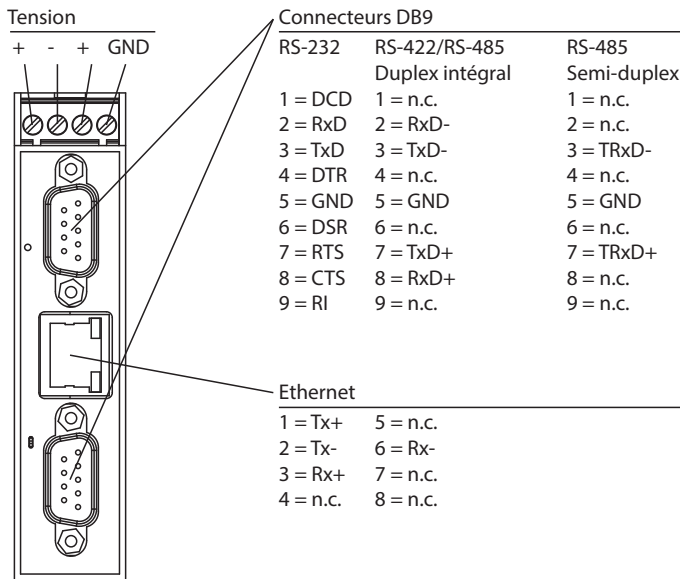 Tension
+ - + GND
Connecteurs DB9
RS-232 RS-422/RS-485 RS-485
Duplex intégral Semi-duplex
1 = DCD 1 = n.c. 1 = n.c.
2 = RxD 2 = RxD- 2 = n.c.
3 = TxD 3 = TxD- 3 = TRxD-
4 = DTR 4 = n.c. 4 = n.c.
5 = GND 5 = GND 5 = GND
6 = DSR 6 = n.c. 6 = n.c.
7 = RTS 7 = TxD+ 7 = TRxD+
8 = CTS 8 = RxD+ 8 = n.c.
9 = RI 9 = n.c. 9 = n.c.
Ethernet
1 = Tx+ 5 = n.c.
2 = Tx- 6 = Rx-
3 = Rx+ 7 = n.c.
4 = n.c. 8 = n.c.